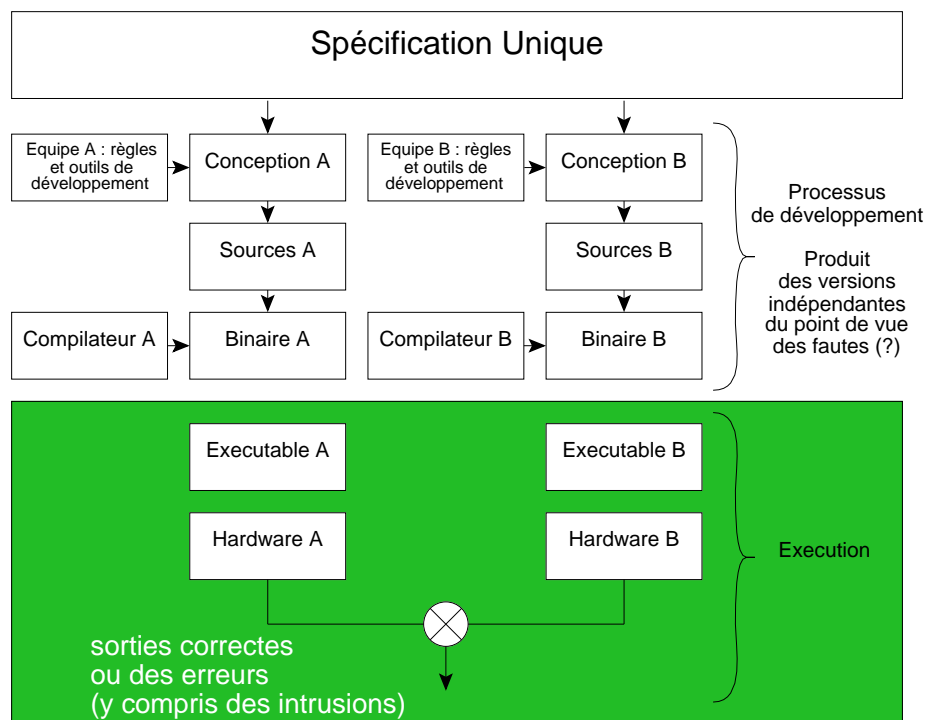 Spécification Unique
Equipe A : règles
et outils de
développement
Conception A
Equipe B : règles
et outils de
développement
Conception B
Sources A
Sources B
Compilateur A
Binaire A
Compilateur B
Binaire B
Processus
de développement
Produit
des versions
indépendantes
du point de vue
des fautes (?)
Executable A
Executable B
Hardware A
Hardware B
Execution
sorties correctes
ou des erreurs
(y compris des intrusions)